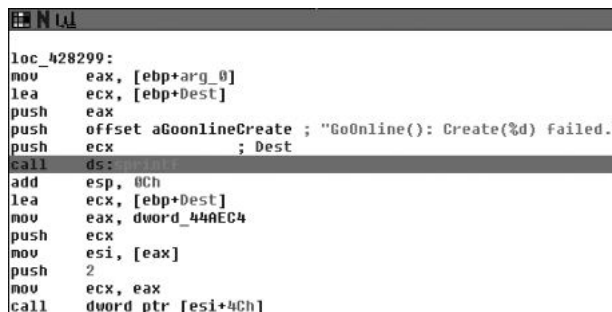 loc_428299:
mov eax, [ebp+arg_0]
lea ecx, [ebp+Dest]
push eax
push offset aGoonlineCreate ; "GoOnline(): Create(%d) failed.
push ecx ; Dest
call ds:sprintf
add esp, 0Ch
lea ecx, [ebp+Dest]
mov eax, dword_44AEC4
push ecx
mov esi, [eax]
push 2
mov ecx, eax
call dword ptr [esi+4Ch]